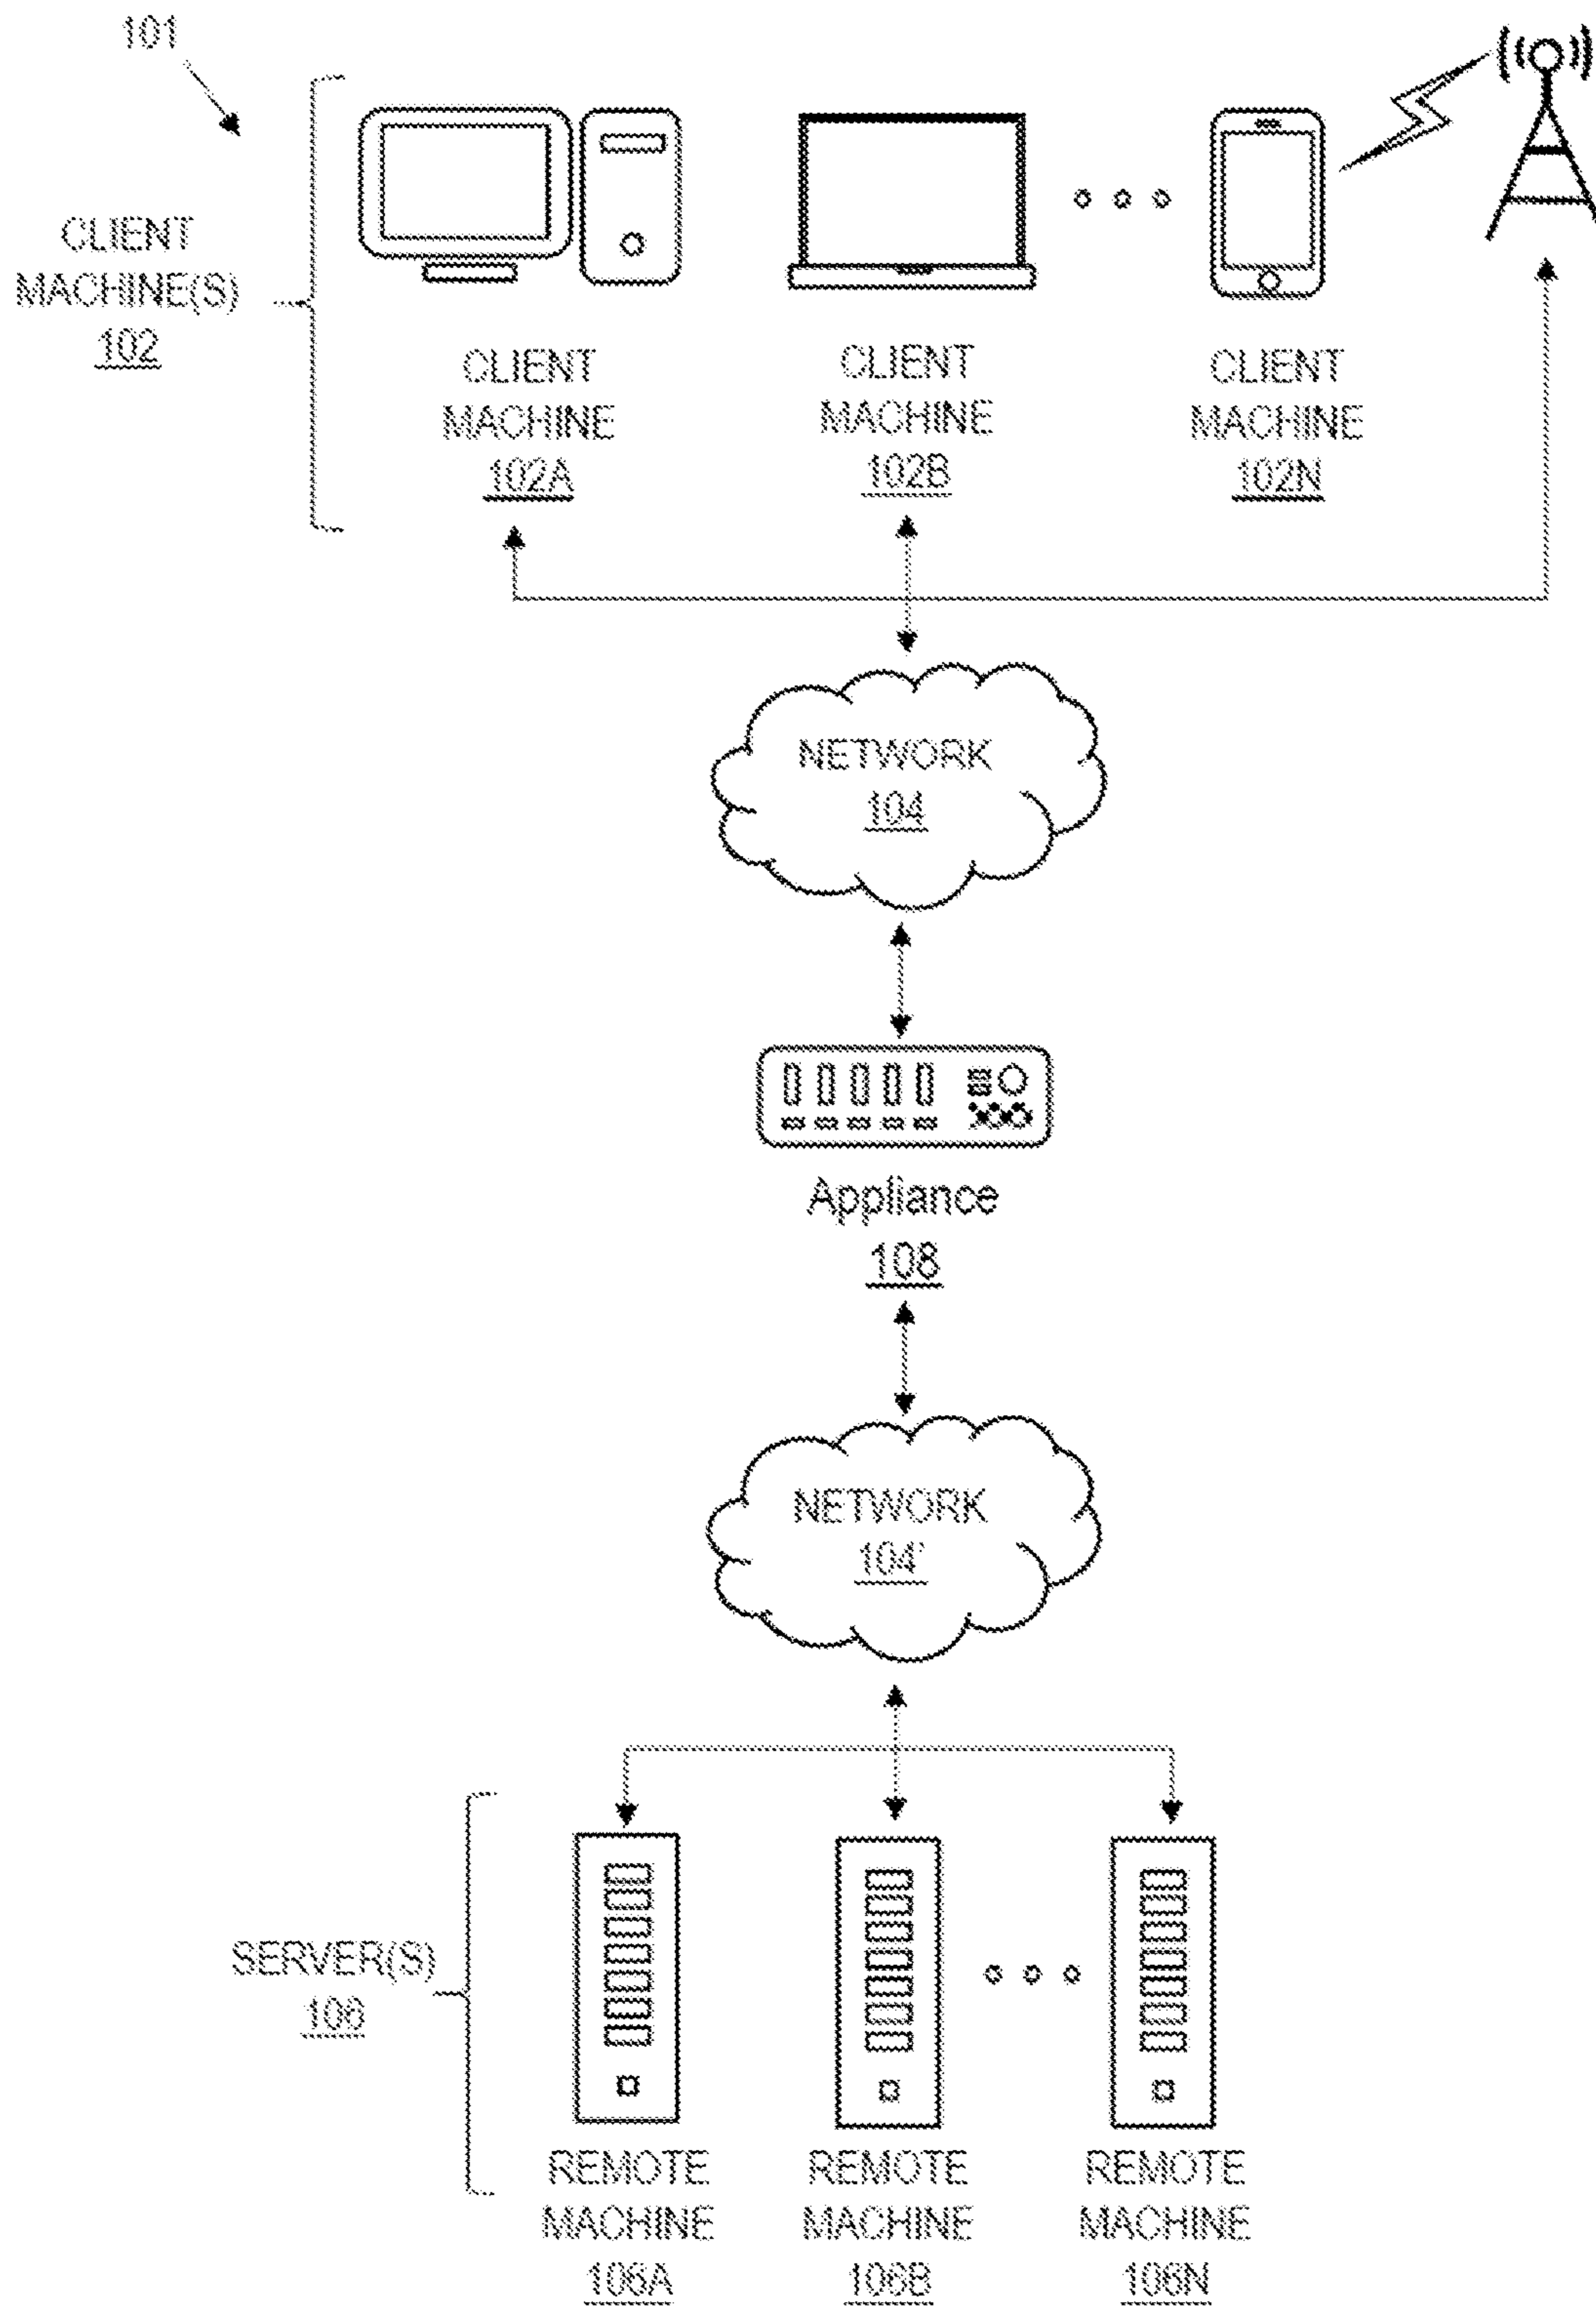 101
CLIENT
MACHINE(S)
102
CLIENT
MACHINE
102A
CLIENT
MACHINE
102B
CLIENT
MACHINE
102N
NETWORK
104
Appliance
108
NETWORK
104'
SERVER(S)
106
REMOTE
MACHINE
106A
REMOTE
MACHINE
106B
REMOTE
MACHINE
106N